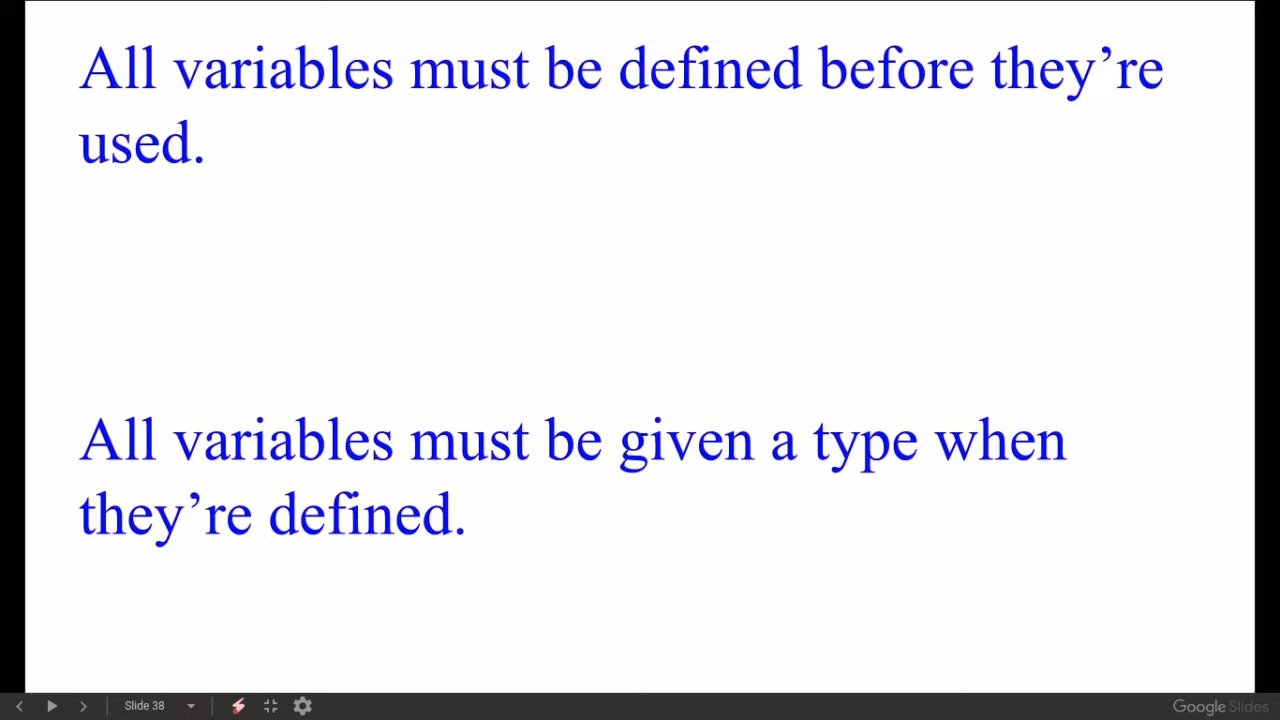 All variables must be defined before they’re
used.
All variables must be given a type when
they’re defined.
Slide 38
Google Slides